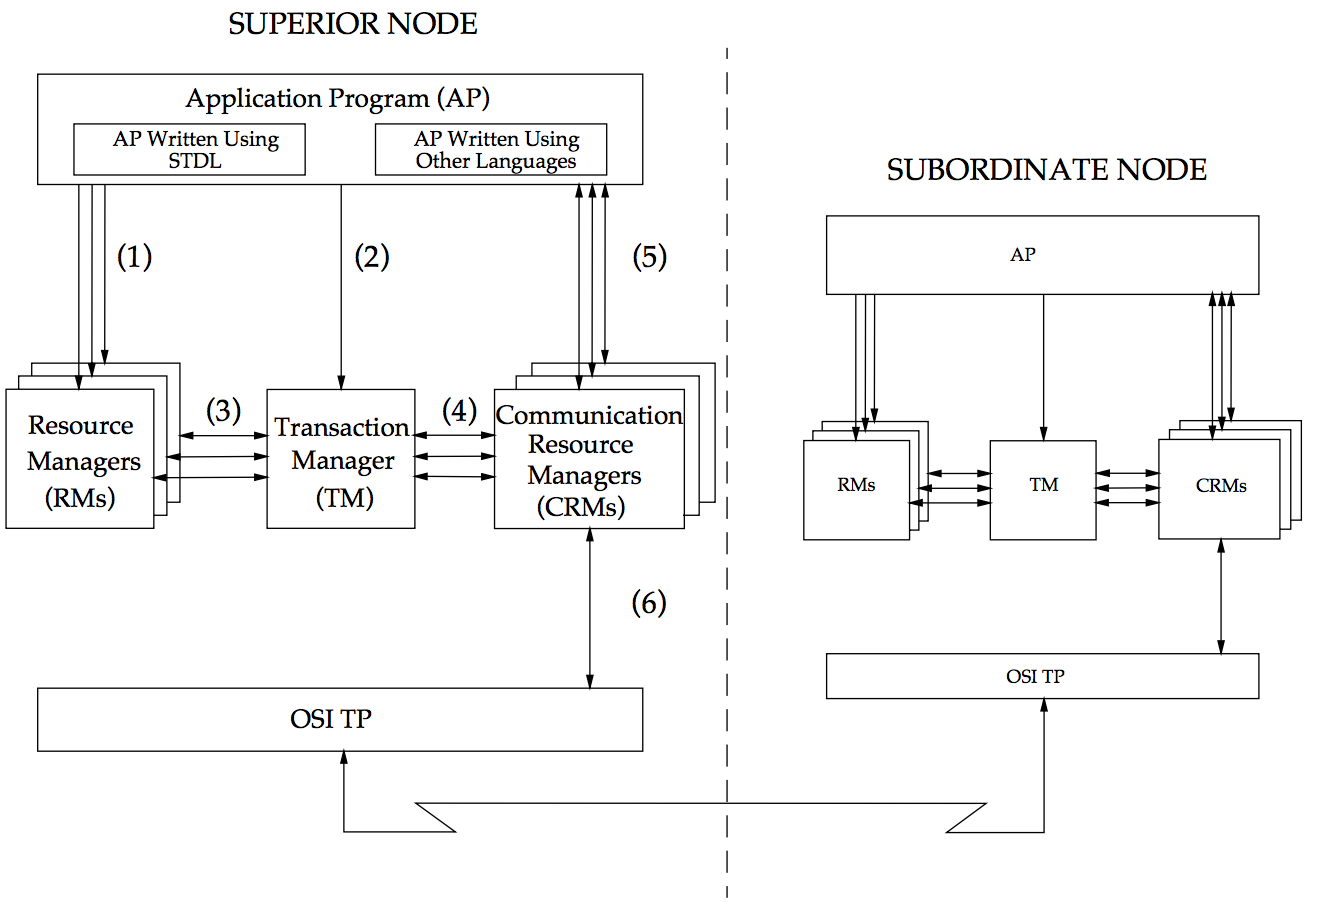 SUPERIOR NODE
Application Program (AP)
AP Written Using
STDL
AP Written Using
Other Languages
(1)
(2)
(5)
Resource
Managers
(RMs)
(3)
Transaction
Manager
(TM)
(4)
Communication
Resource
Managers
(CRMs)
(6)
OSI TP
SUBORDINATE NODE
AP
RMs
TM
CRMs
OSI TP